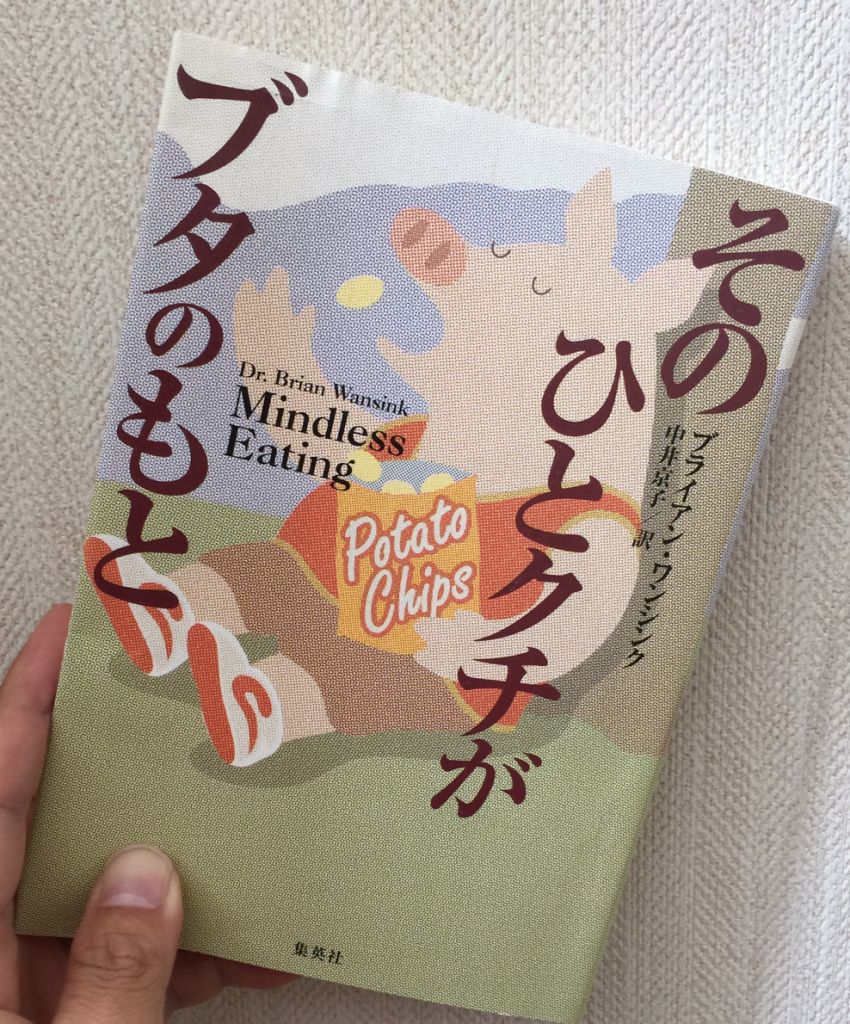 その
ひとクチが
ブタのもと
ブライアン・ワンシンク
中井京子／訳
Dr. Brian Wansink
Mindless
Eating
Potato
Chips
集英社